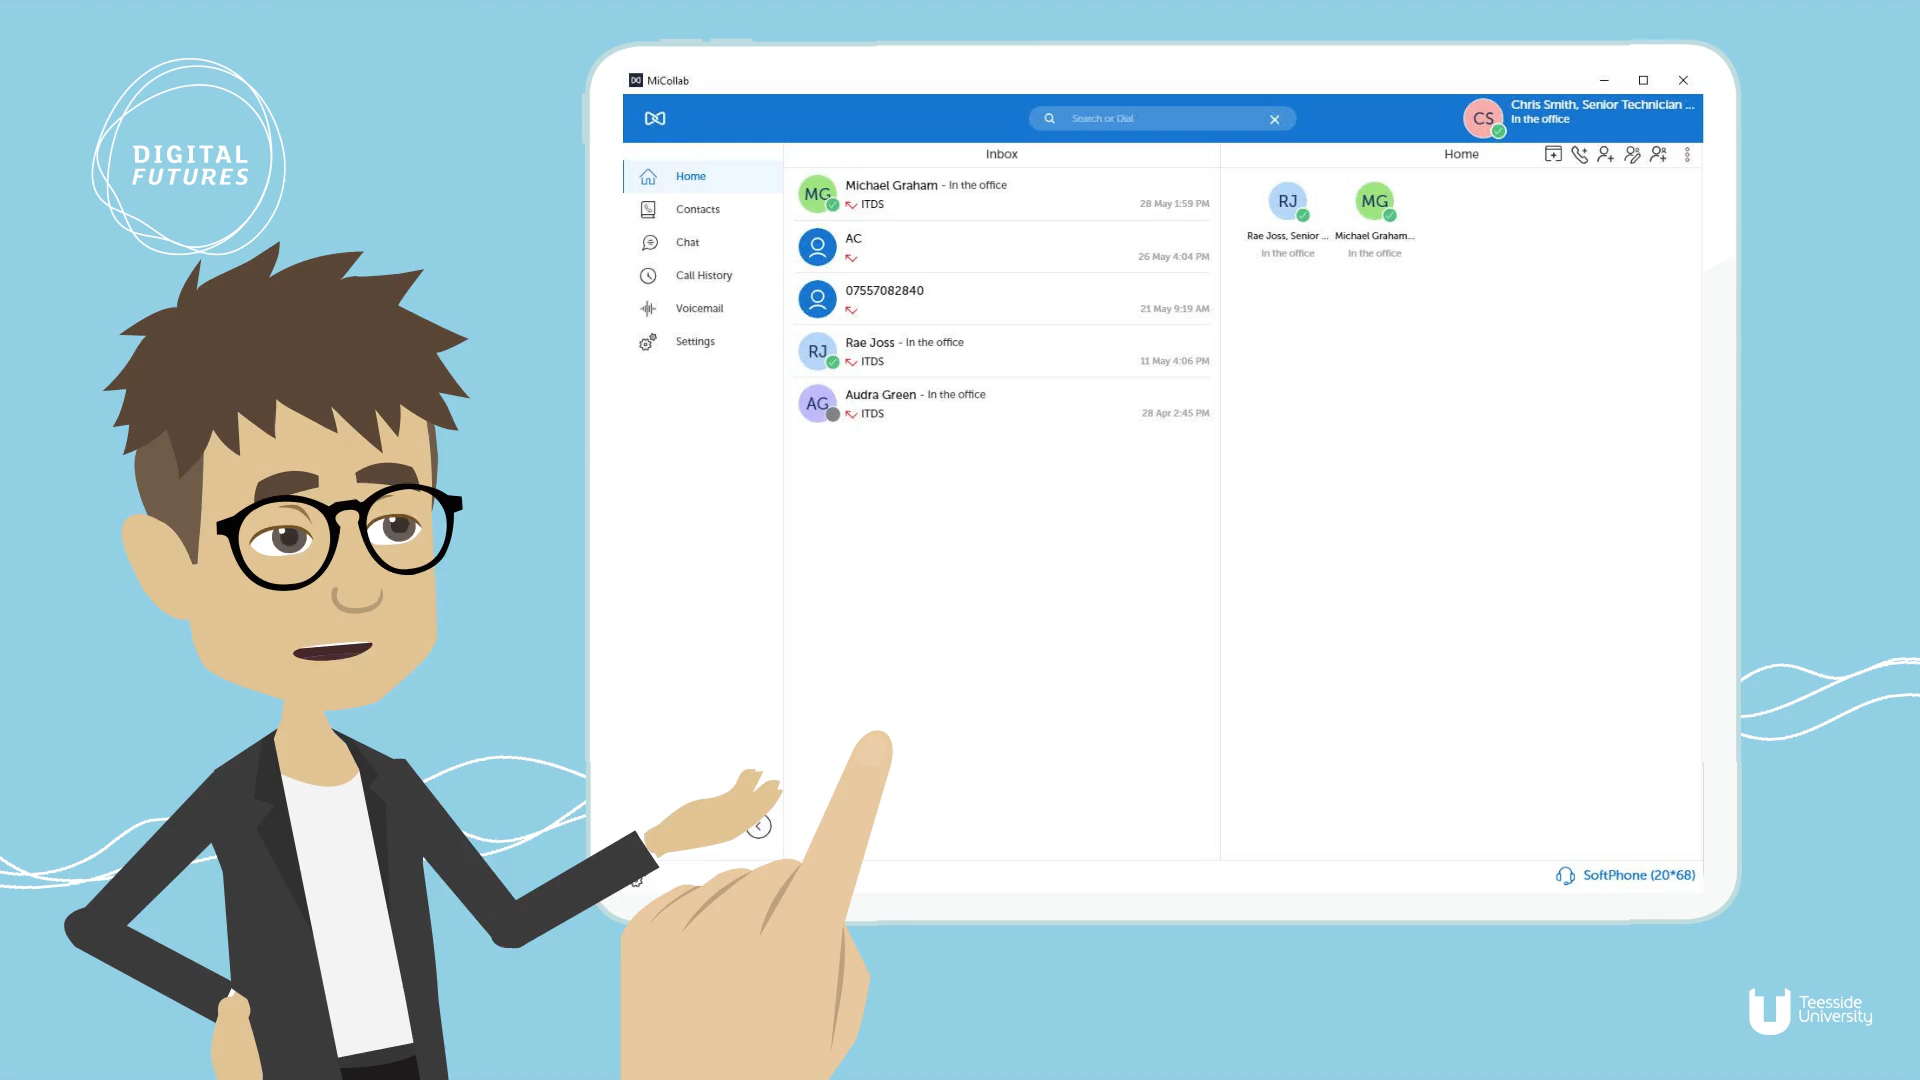 DIGITAL
FUTURES
MiCollab
Search or Dial
CS
Chris Smith, Senior Technician ...
In the office
Inbox
Home
Home
Contacts
Chat
Call History
Voicemail
Settings
MG
Michael Graham - In the office
ITDS
28 May 1:59 PM
AC
26 May 4:04 PM
07557082840
21 May 9:19 AM
RJ
Rae Joss - In the office
ITDS
11 May 4:06 PM
AG
Audra Green - In the office
ITDS
28 Apr 2:45 PM
RJ
MG
Rae Joss, Senior ...
Michael Graham...
In the office
In the office
SoftPhone (20*68)
Teesside
University